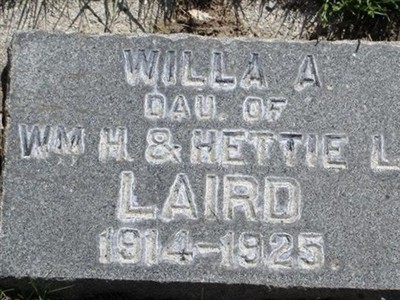 WILLA A.
DAU. OF
WM H. & HETTIE L
LAIRD
1914-1925.